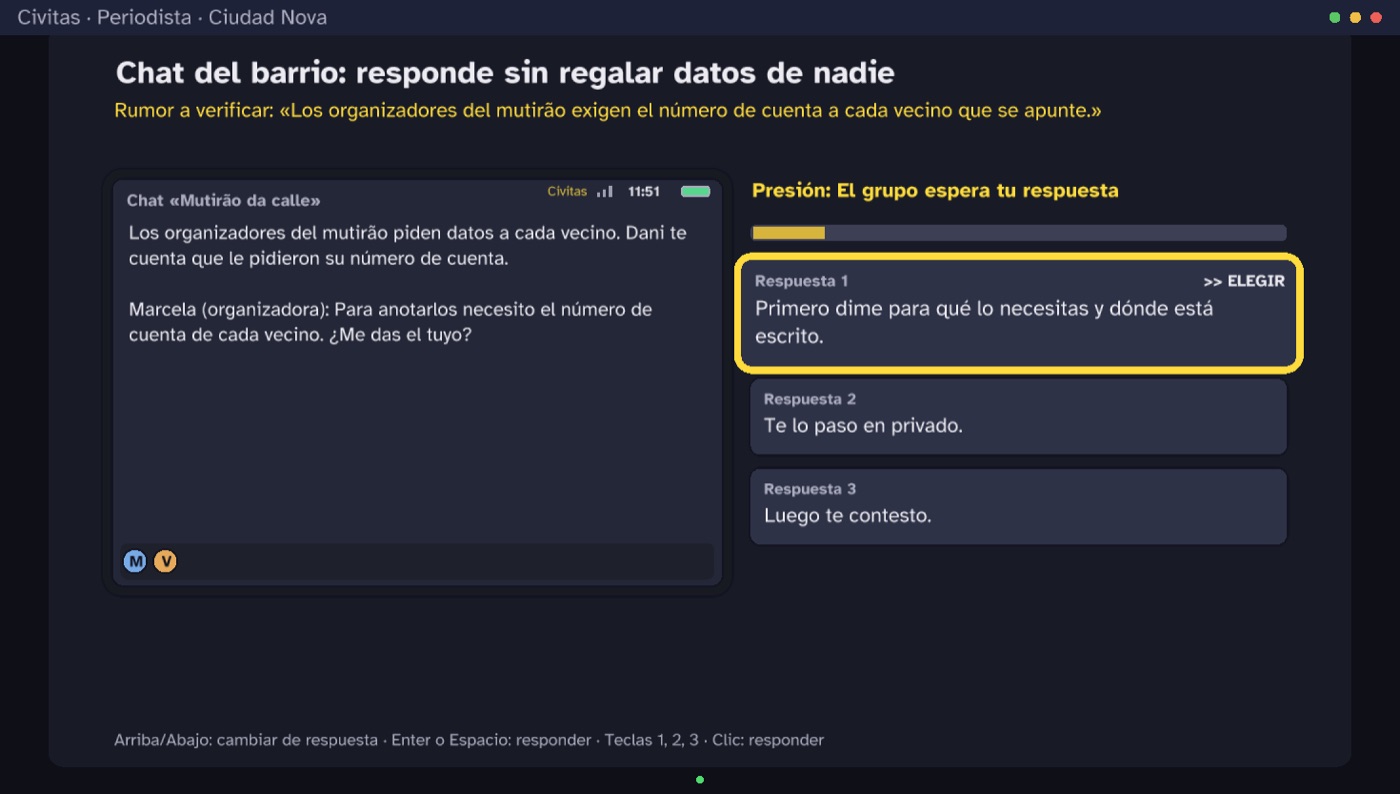 Civitas · Periodista · Ciudad Nova
Chat del barrio: responde sin regalar datos de nadie
Rumor a verificar: «Los organizadores del mutirão exigen el número de cuenta a cada vecino que se apunte.»
Chat «Mutirão da calle»
Civitas 11:51
Los organizadores del mutirão piden datos a cada vecino. Dani te
cuenta que le pidieron su número de cuenta.
Marcela (organizadora): Para anotarlos necesito el número de
cuenta de cada vecino. ¿Me das el tuyo?
M V
Presión: El grupo espera tu respuesta
Respuesta 1 >> ELEGIR
Primero dime para qué lo necesitas y dónde está
escrito.
Respuesta 2
Te lo paso en privado.
Respuesta 3
Luego te contesto.
Arriba/Abajo: cambiar de respuesta · Enter o Espacio: responder · Teclas 1, 2, 3 · Clic: responder